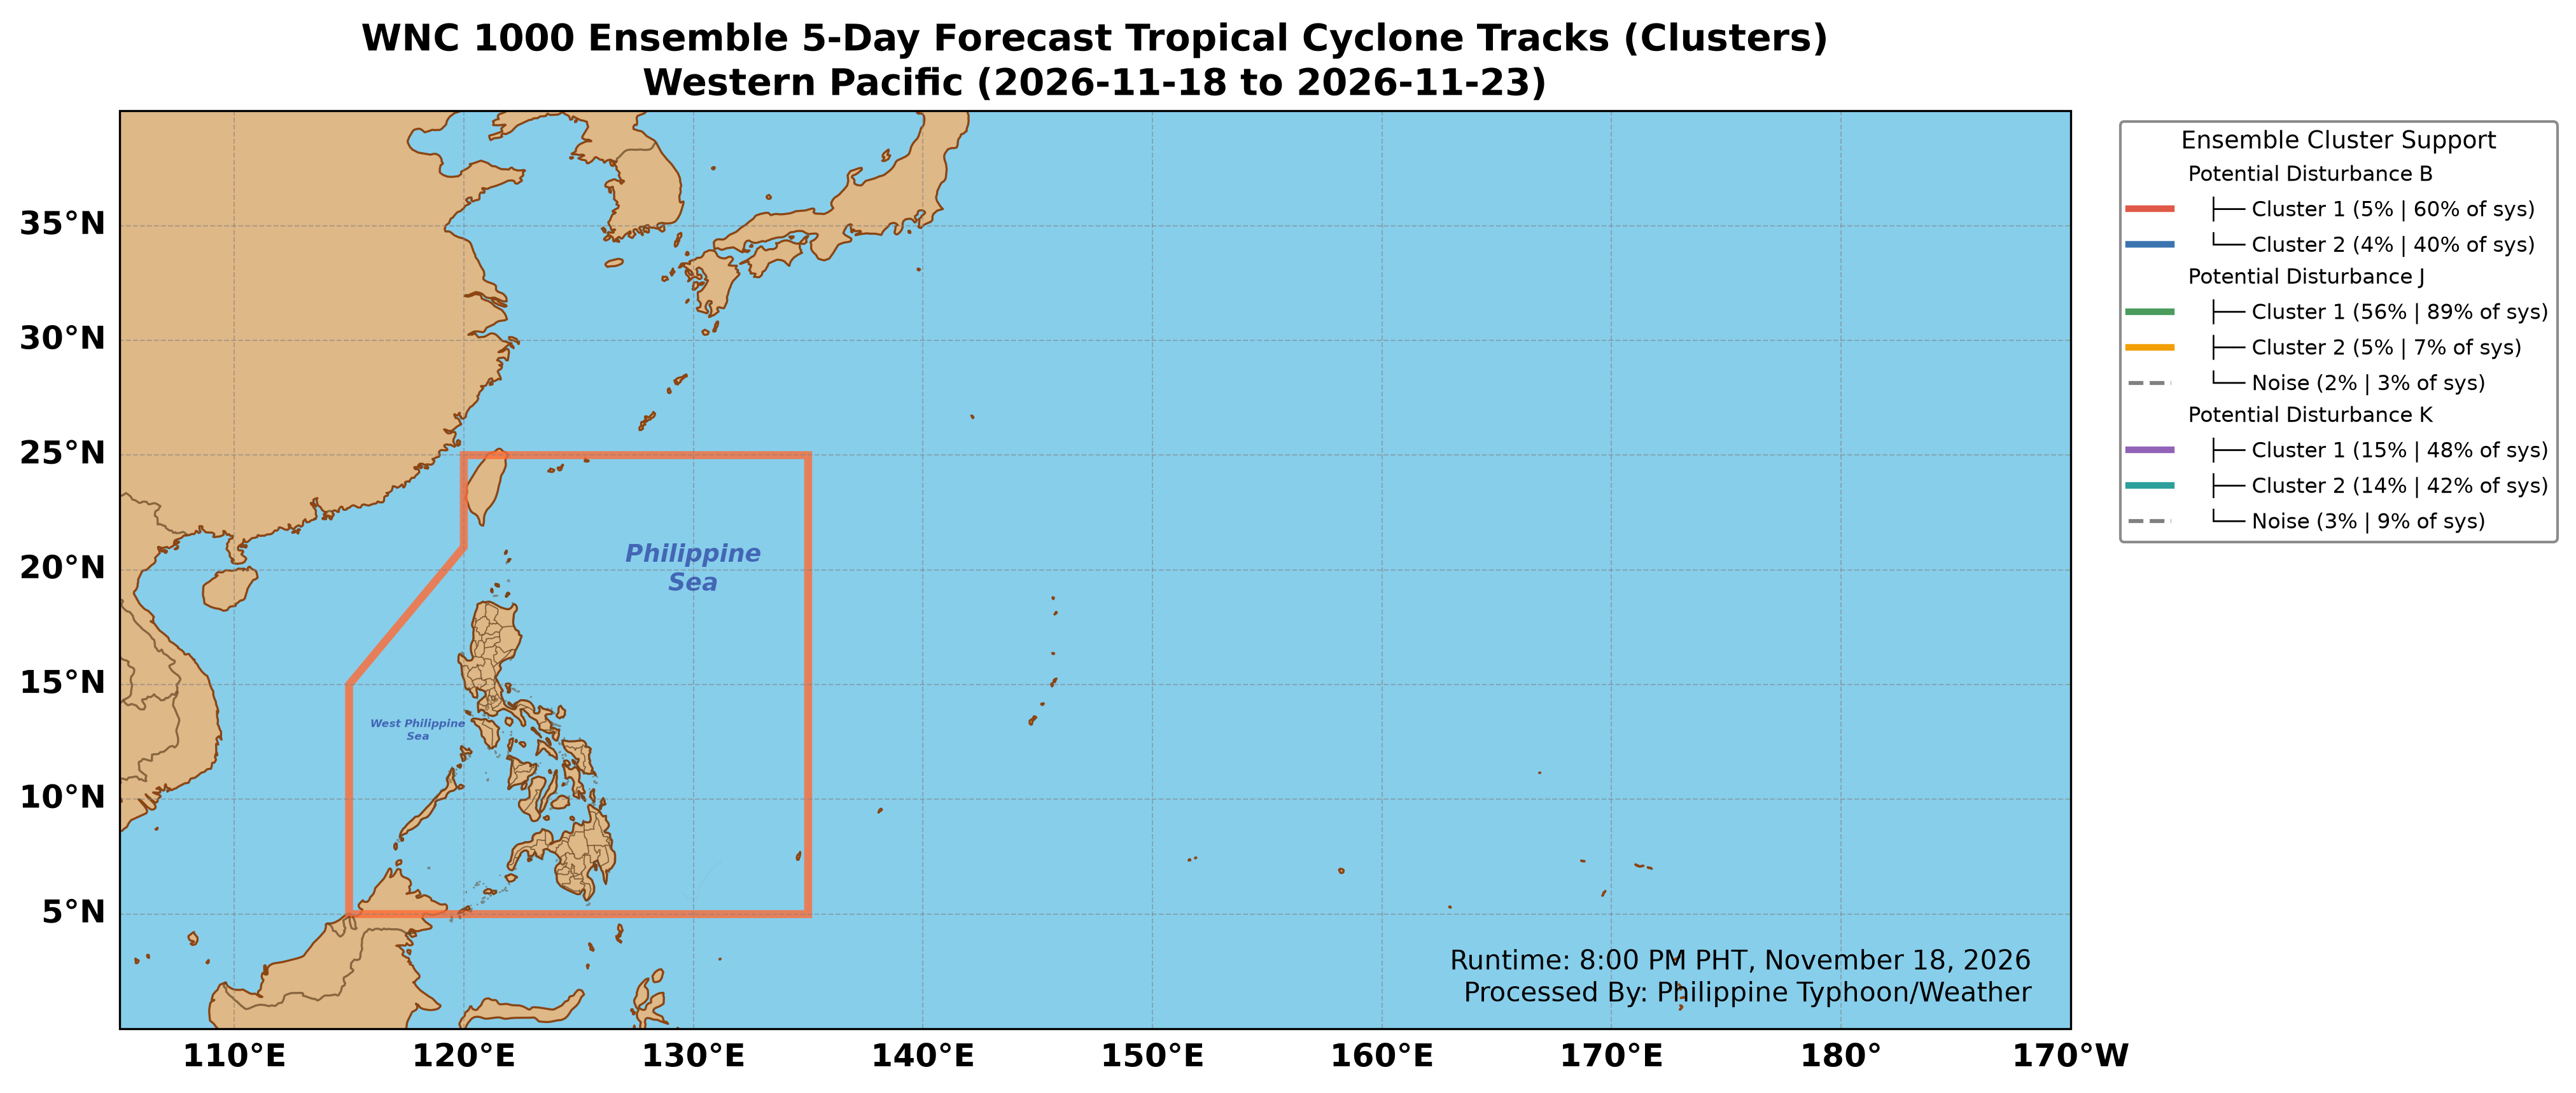 WNC 1000 Ensemble 5-Day Forecast Tropical Cyclone Tracks (Clusters)
Western Pacific (2026-11-18 to 2026-11-23)
Ensemble Cluster Support
Potential Disturbance B
├── Cluster 1 (5% | 60% of sys)
└── Cluster 2 (4% | 40% of sys)
Potential Disturbance J
├── Cluster 1 (56% | 89% of sys)
├── Cluster 2 (5% | 7% of sys)
└── Noise (2% | 3% of sys)
Potential Disturbance K
├── Cluster 1 (15% | 48% of sys)
├── Cluster 2 (14% | 42% of sys)
└── Noise (3% | 9% of sys)
35°N
30°N
25°N
20°N
15°N
10°N
5°N
Philippine
Sea
West Philippine
Sea
Runtime: 8:00 PM PHT, November 18, 2026
Processed By: Philippine Typhoon/Weather
110°E
120°E
130°E
140°E
150°E
160°E
170°E
180°
170°W